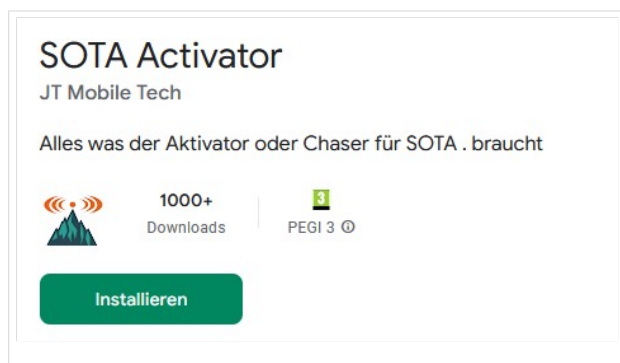 SOTA Activator
JT Mobile Tech
Alles was der Aktivator oder Chaser für SOTA . braucht
1000+
Downloads
3
PEGI 3
Installieren